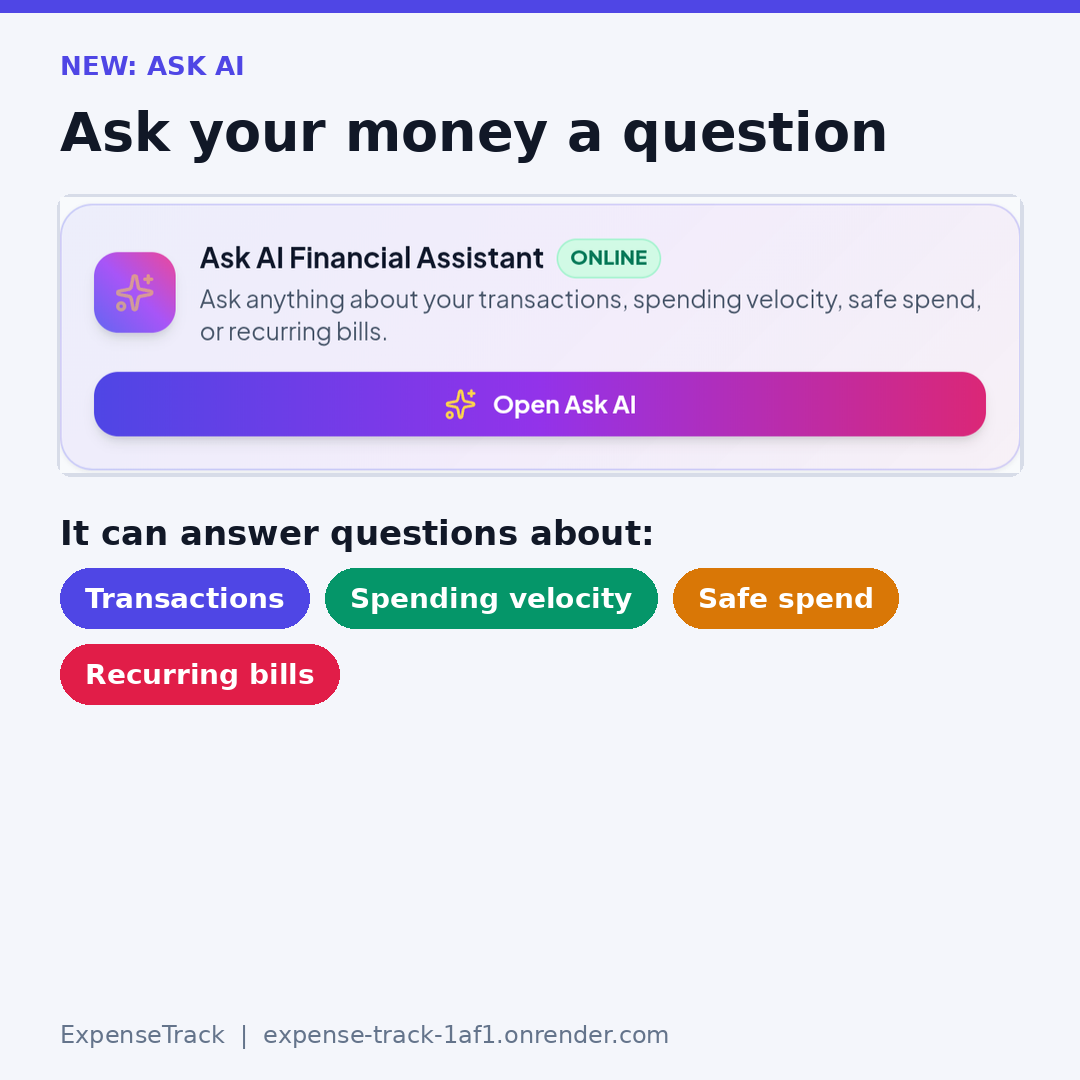 NEW: ASK AI
Ask your money a question
Ask AI Financial Assistant ONLINE
Ask anything about your transactions, spending velocity, safe spend,
or recurring bills.
Open Ask AI
It can answer questions about:
Transactions Spending velocity Safe spend
Recurring bills
ExpenseTrack | expense-track-1af1.onrender.com